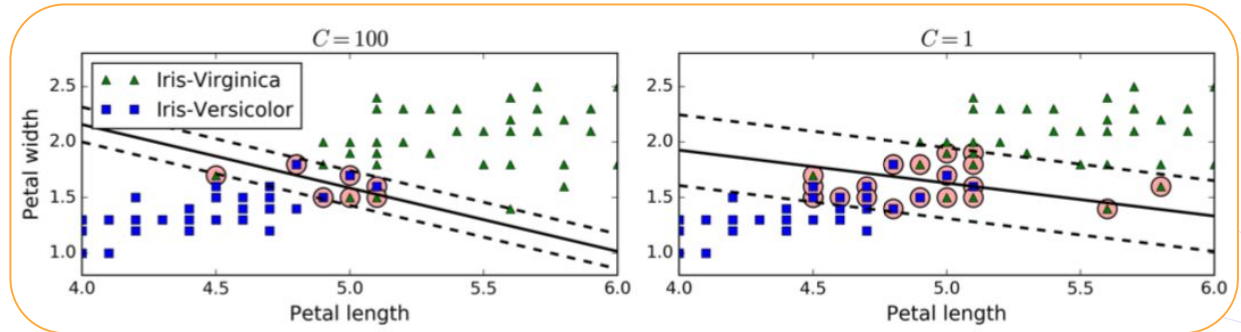 C = 100
Iris-Virginica
Iris-Versicolor
Petal width
2.5
2.0
1.5
1.0
4.0 4.5 5.0 5.5 6.0
Petal length
C = 1
2.5
2.0
1.5
1.0
4.0 4.5 5.0 5.5 6.0
Petal length